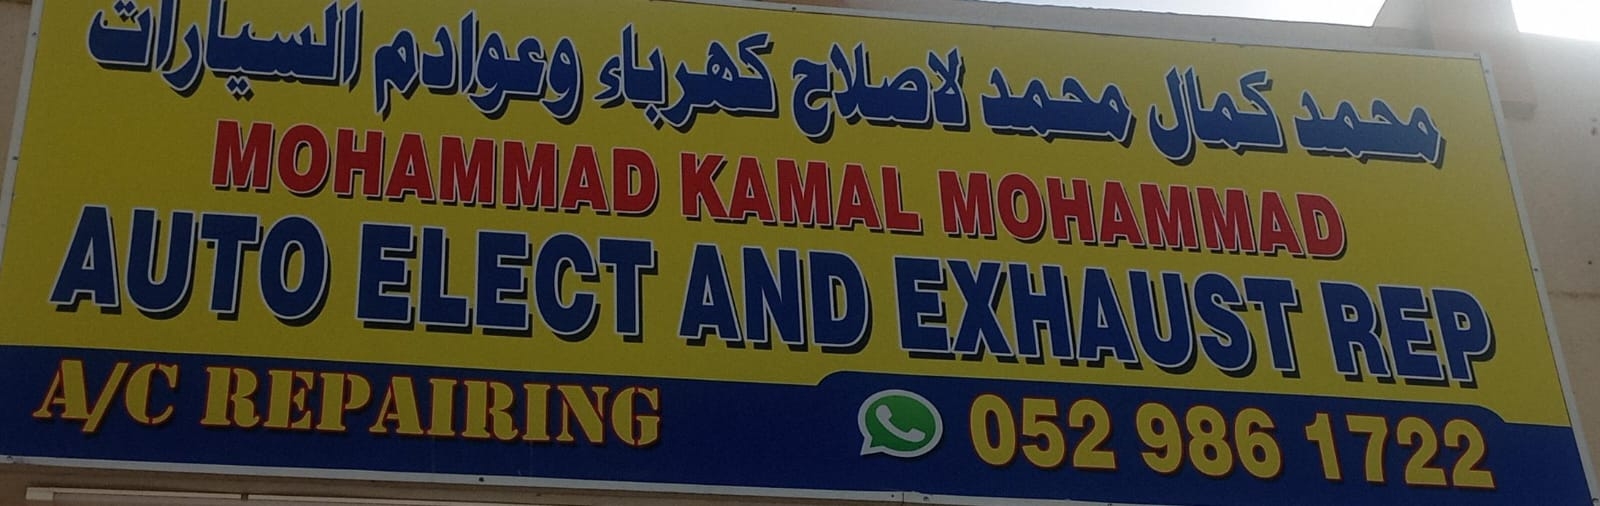 محمد كمال محمد لاصلاح كهرباء وعوادم السيارات
MOHAMMAD KAMAL MOHAMMAD
AUTO ELECT AND EXHAUST REP
A/C REPAIRING
052 986 1722